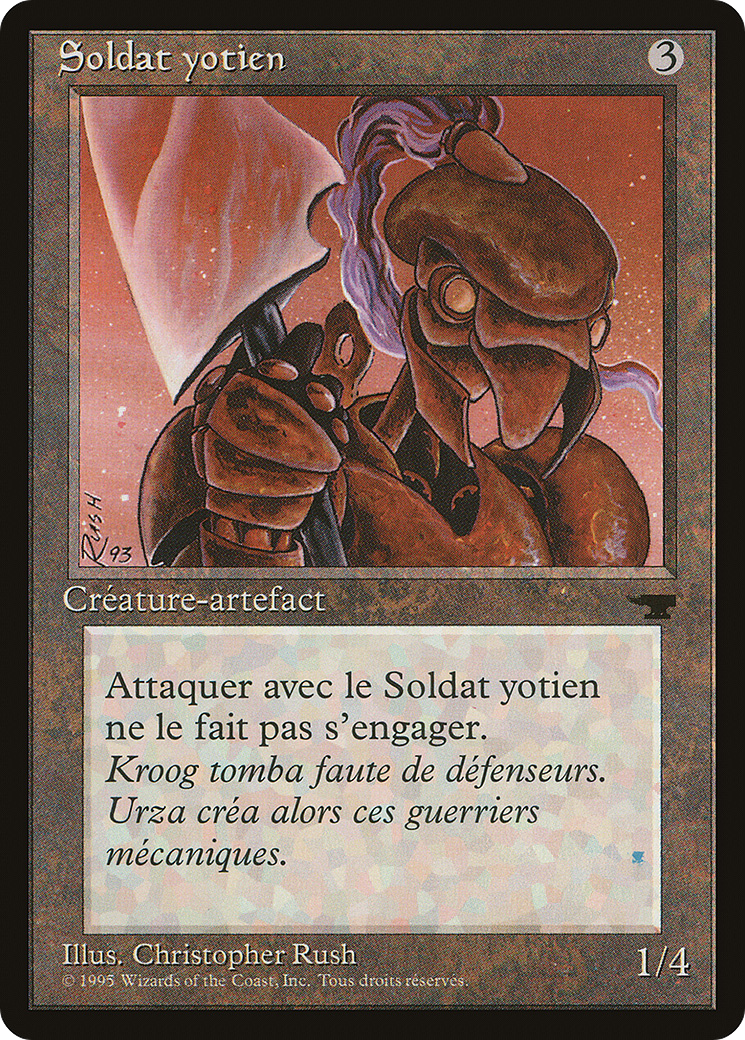 Soldat yotien
3
RUSH
93
Créature-artefact
Attaquer avec le Soldat yotien
ne le fait pas s'engager.
Kroog tomba faute de défenseurs.
Urza créa alors ces guerriers
mécaniques.
Illus. Christopher Rush
1/4
© 1995 Wizards of the Coast, Inc. Tous droits réservés.